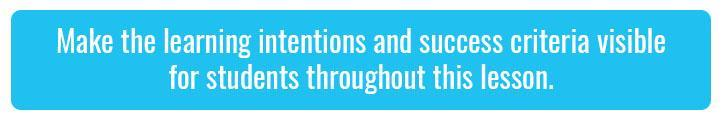 Make the learning intentions and success criteria visible
for students throughout this lesson.